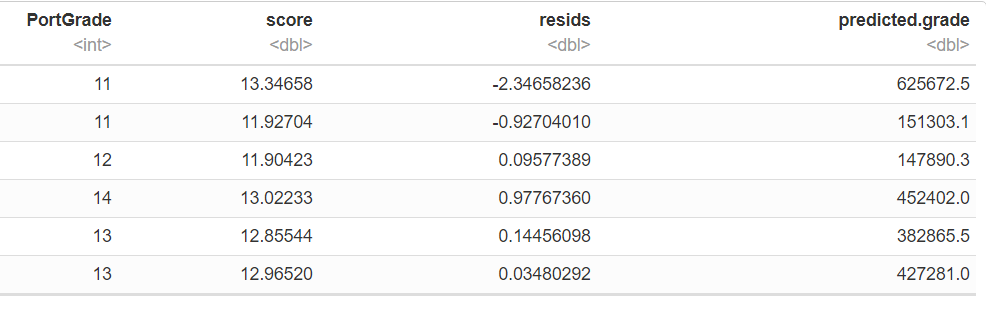 PortGrade score resids predicted.grade
<int> <dbl> <dbl> <dbl>
11 13.34658 -2.34658236 625672.5
11 11.92704 -0.92704010 151303.1
12 11.90423 0.09577389 147890.3
14 13.02233 0.97767360 452402.0
13 12.85544 0.14456098 382865.5
13 12.96520 0.03480292 427281.0